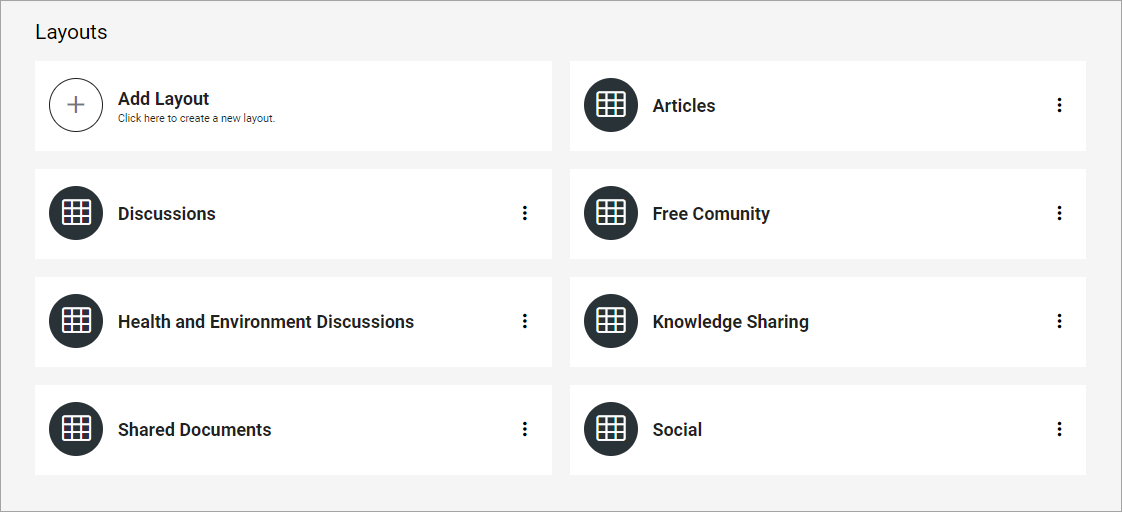 Layouts
Add Layout
Click here to create a new layout.
Articles
Discussions
Free Comunity
Health and Environment Discussions
Knowledge Sharing
Shared Documents
Social